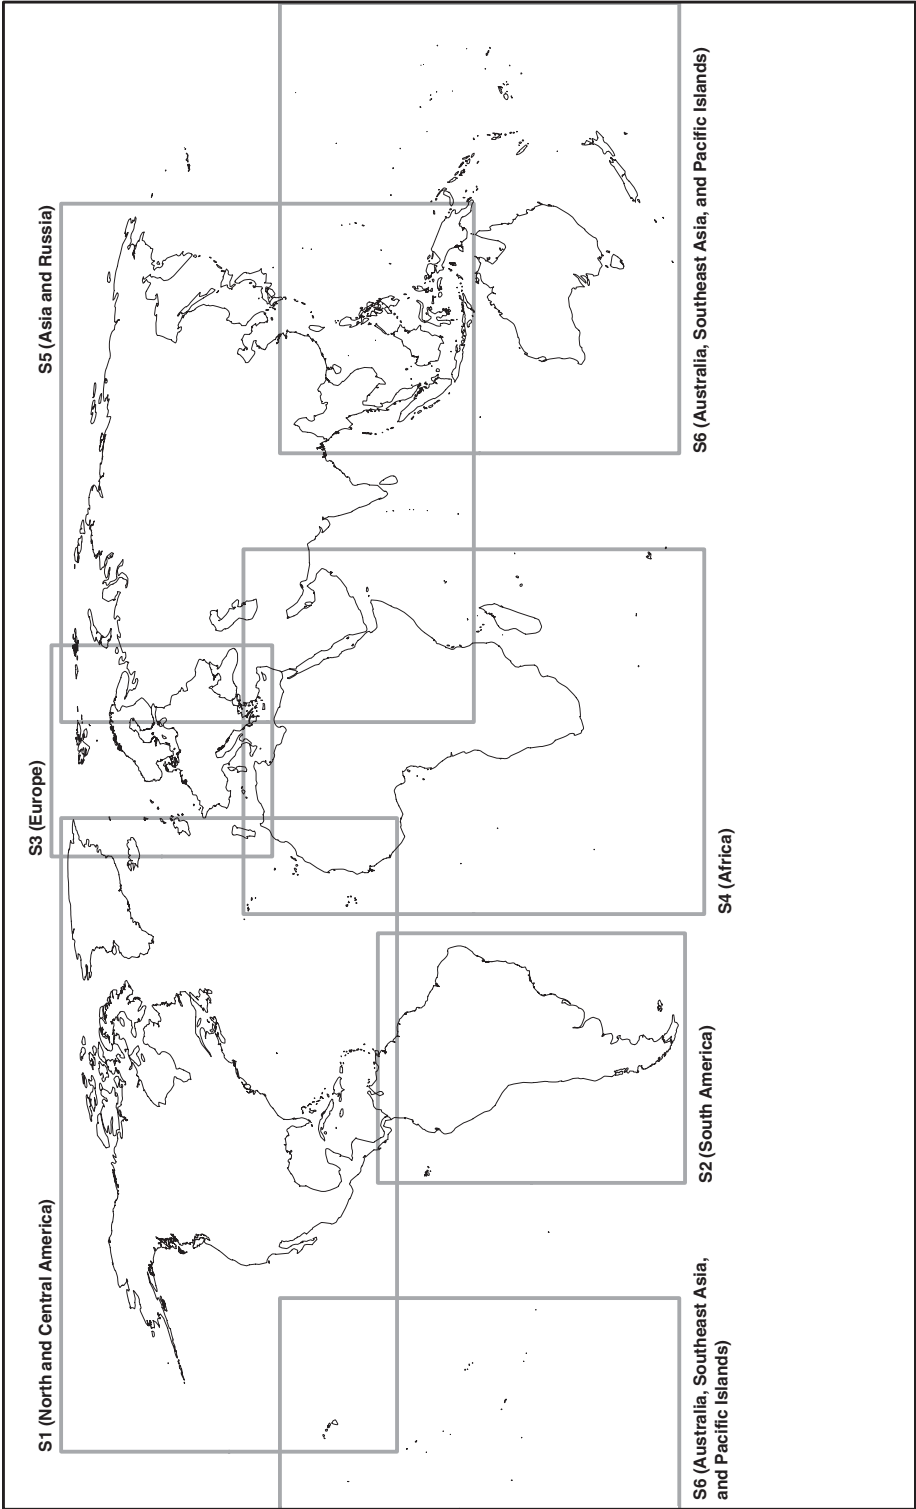 S1 (North and Central America)
S3 (Europe)
S5 (Asia and Russia)
S6 (Australia, Southeast Asia,
and Pacific Islands)
S2 (South America)
S4 (Africa)
S6 (Australia, Southeast Asia, and Pacific Islands)